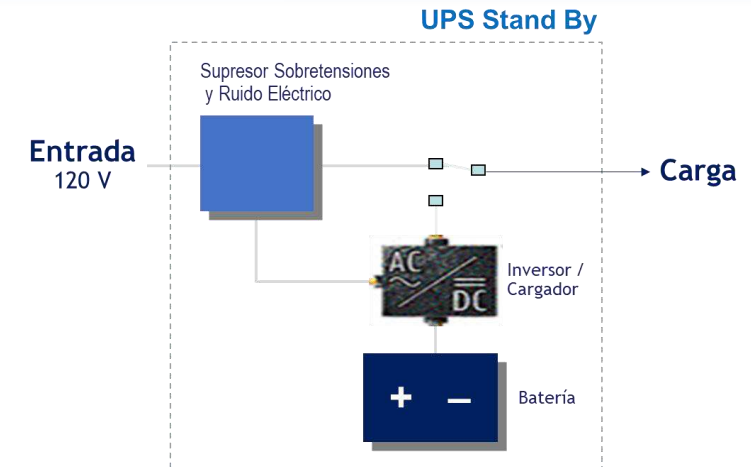 UPS Stand By
Supresor Sobretensiones
y Ruido Eléctrico
Entrada
120 V
Carga
AC
DC
Inversor /
Cargador
+ −
Batería